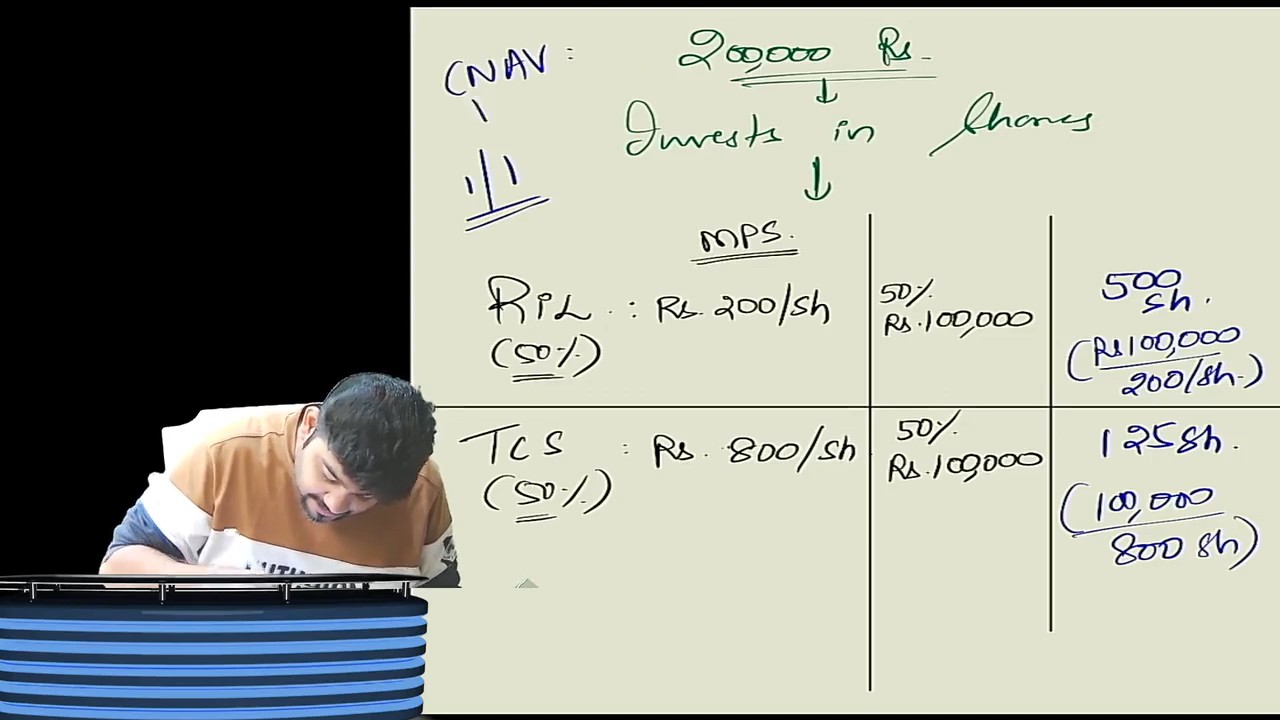 CNAV :
200,000 Rs.
1/1
Invests in Shares
MPS.
RIL : Rs. 200/sh
(50%)
50%
Rs. 100,000
500
sh.
(Rs 100,000
200/sh.)
TCS : Rs. 800/sh
(50%)
50%
Rs. 100,000
125 sh.
(100,000
800 sh)